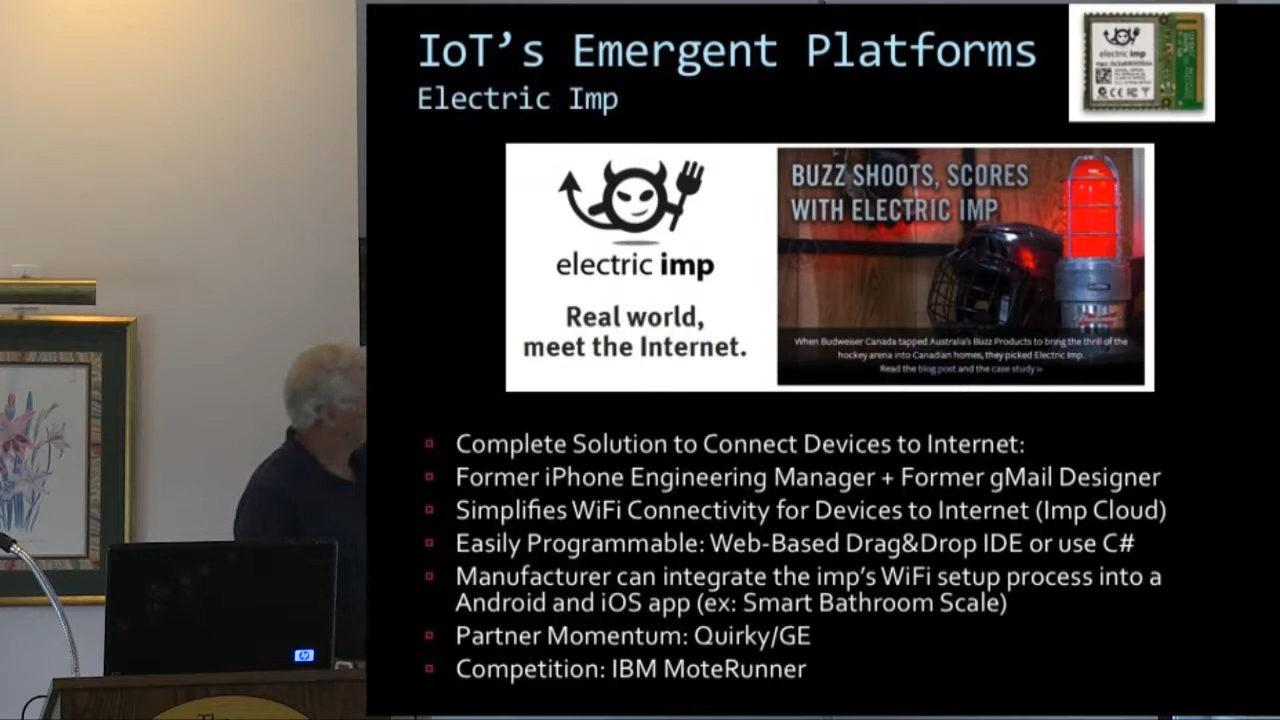 IoT's Emergent Platforms
Electric Imp
electric imp
electric imp
Real world,
meet the Internet.
BUZZ SHOOTS, SCORES
WITH ELECTRIC IMP
When Budweiser Canada tapped Australia's Buzz Products to bring the thrill of the
hockey arena into Canadian homes, they picked Electric Imp.
Read the blog post and the case study »
Complete Solution to Connect Devices to Internet:
Former iPhone Engineering Manager + Former gMail Designer
Simplifies WiFi Connectivity for Devices to Internet (Imp Cloud)
Easily Programmable: Web-Based Drag&Drop IDE or use C#
Manufacturer can integrate the imp's WiFi setup process into a
Android and iOS app (ex: Smart Bathroom Scale)
Partner Momentum: Quirky/GE
Competition: IBM MoteRunner
hp
The